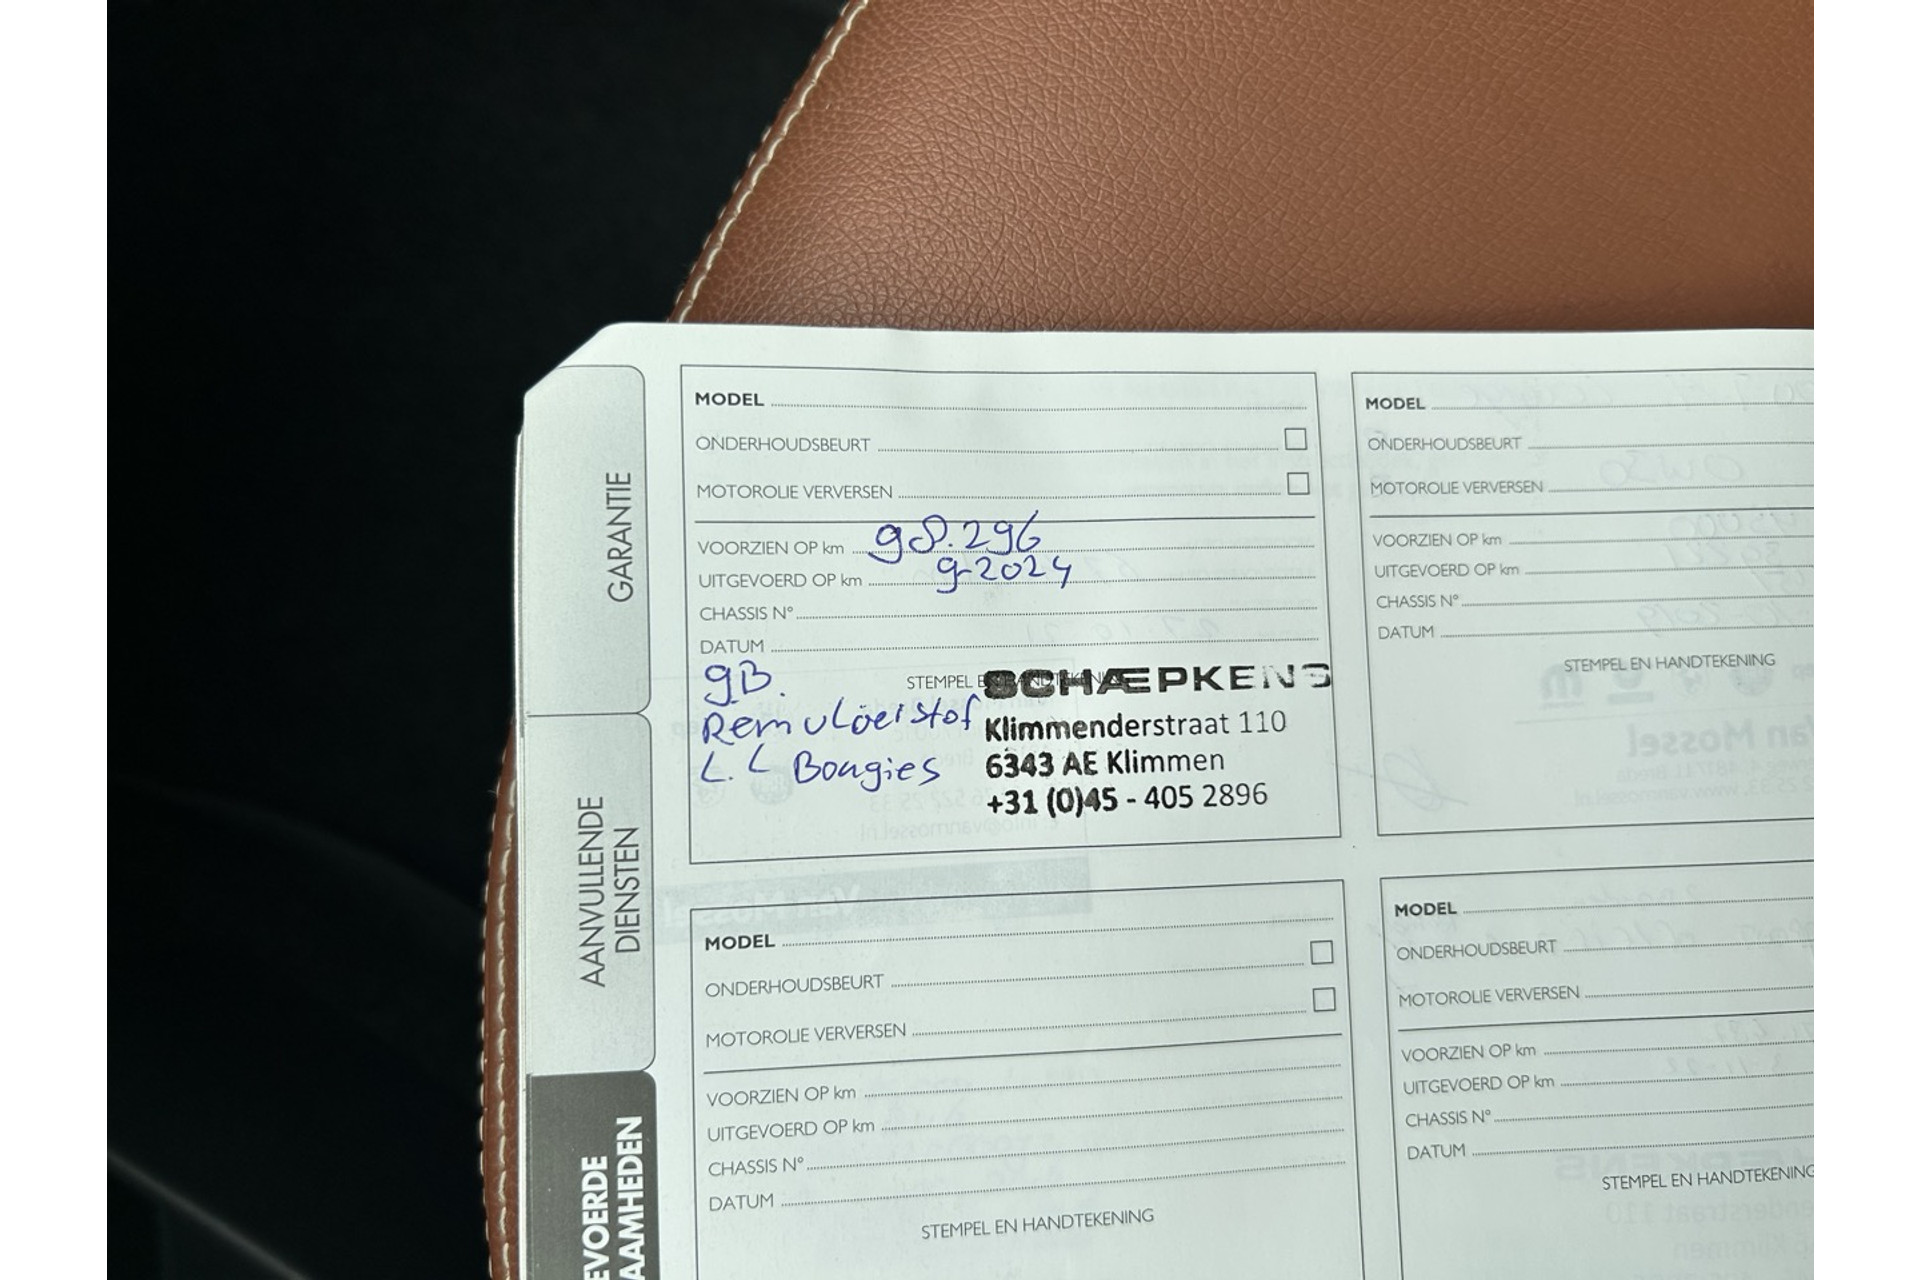 GARANTIE
AANVULLENDE
DIENSTEN
EVOERDE
AAMHEDEN
MODEL
ONDERHOUDSBEURT
MOTOROLIE VERVERSEN
VOORZIEN OP km 98.296
UITGEVOERD OP km 9-2024
CHASSIS N°
DATUM
STEMPEL EN HANDTEKENING
gB.
Remvloeistof
L.L Bougies
SCHÆPKENS
Klimmenderstraat 110
6343 AE Klimmen
+31 (0)45 - 405 2896
MODEL
ONDERHOUDSBEURT
MOTOROLIE VERVERSEN
VOORZIEN OP km
UITGEVOERD OP km
CHASSIS N°
DATUM
STEMPEL EN HANDTEKENING
MODEL
ONDERHOUDSBEURT
MOTOROLIE VERVERSEN
VOORZIEN OP km
UITGEVOERD OP km
CHASSIS N°
DATUM
STEMPEL EN HANDTEKENING
MODEL
ONDERHOUDSBEURT
MOTOROLIE VERVERSEN
VOORZIEN OP km
UITGEVOERD OP km
CHASSIS N°
DATUM
STEMPEL EN HANDTEKENING